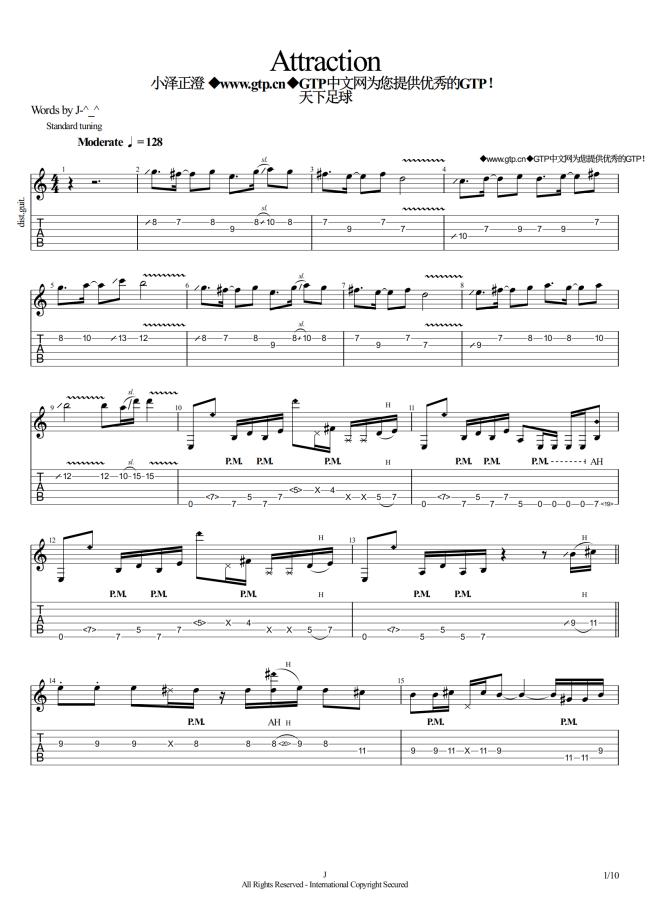 Attraction
小泽正澄 ◆www.gtp.cn◆GTP中文网为您提供优秀的GTP！
天下足球
Words by J-^_^
Standard tuning
Moderate ♩ = 128
◆www.gtp.cn◆GTP中文网为您提供优秀的GTP！
dist.guit.
1 2 3 4
sl.
T A B
8 7 8 9 8 10 8 7 9 7 7 10 7 9 7 9 7
5 6 7 8
sl.
T A B
8 10 13 12 8 7 8 9 8 10 8 7 9 7 7 9 7 8 10 8 10
9 10 11
sl. H
P.M. P.M. P.M. P.M. P.M. P.M. AH
sl.
T A B
12 12 10 15 15 0 <7> 7 5 7 7 <5> X 4 X X 5 7 0 <7> 7 5 7 7 5 0 0 0 0 7 <19>
12 13
H H
P.M. P.M. P.M. P.M. P.M. H
T A B
0 <7> 7 5 7 7 <5> X 4 X X 5 7 0 <7> 5 5 7 5 9 11
14 15
H
P.M. AH H P.M. P.M.
T A B
9 9 9 X 8 8 8 <20> 9 8 11 9 9 11 X 11 9 11 11 9
J
All Rights Reserved - International Copyright Secured
1/10